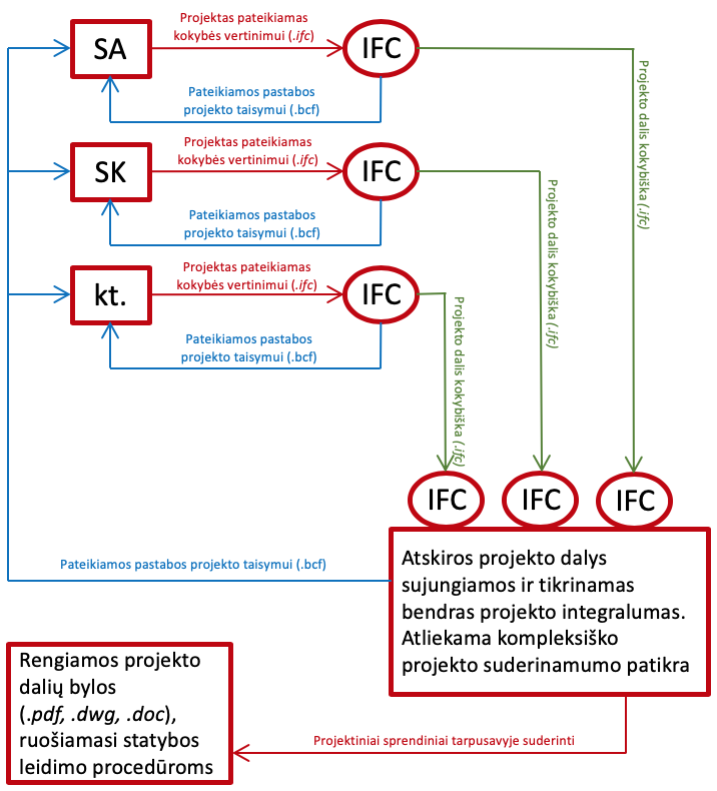 SA
Projektas pateikiamas
kokybės vertinimui (.ifc)
IFC
Pateikiamos pastabos
projekto taisymui (.bcf)
SK
Projektas pateikiamas
kokybės vertinimui (.ifc)
IFC
Pateikiamos pastabos
projekto taisymui (.bcf)
kt.
Projektas pateikiamas
kokybės vertinimui (.ifc)
IFC
Pateikiamos pastabos
projekto taisymui (.bcf)
Projekto dalis kokybiška (.ifc)
Projekto dalis kokybiška (.ifc)
Projekto dalis kokybiška (.ifc)
IFC
IFC
IFC
Atskiros projekto dalys
sujungiamos ir tikrinamas
bendras projekto integralumas.
Atliekama kompleksiško
projekto suderinamumo patikra
Pateikiamos pastabos projekto taisymui (.bcf)
Rengiamos projekto
dalių bylos
(.pdf, .dwg, .doc),
ruošiamasi statybos
leidimo procedūroms
Projektiniai sprendiniai tarpusavyje suderinti